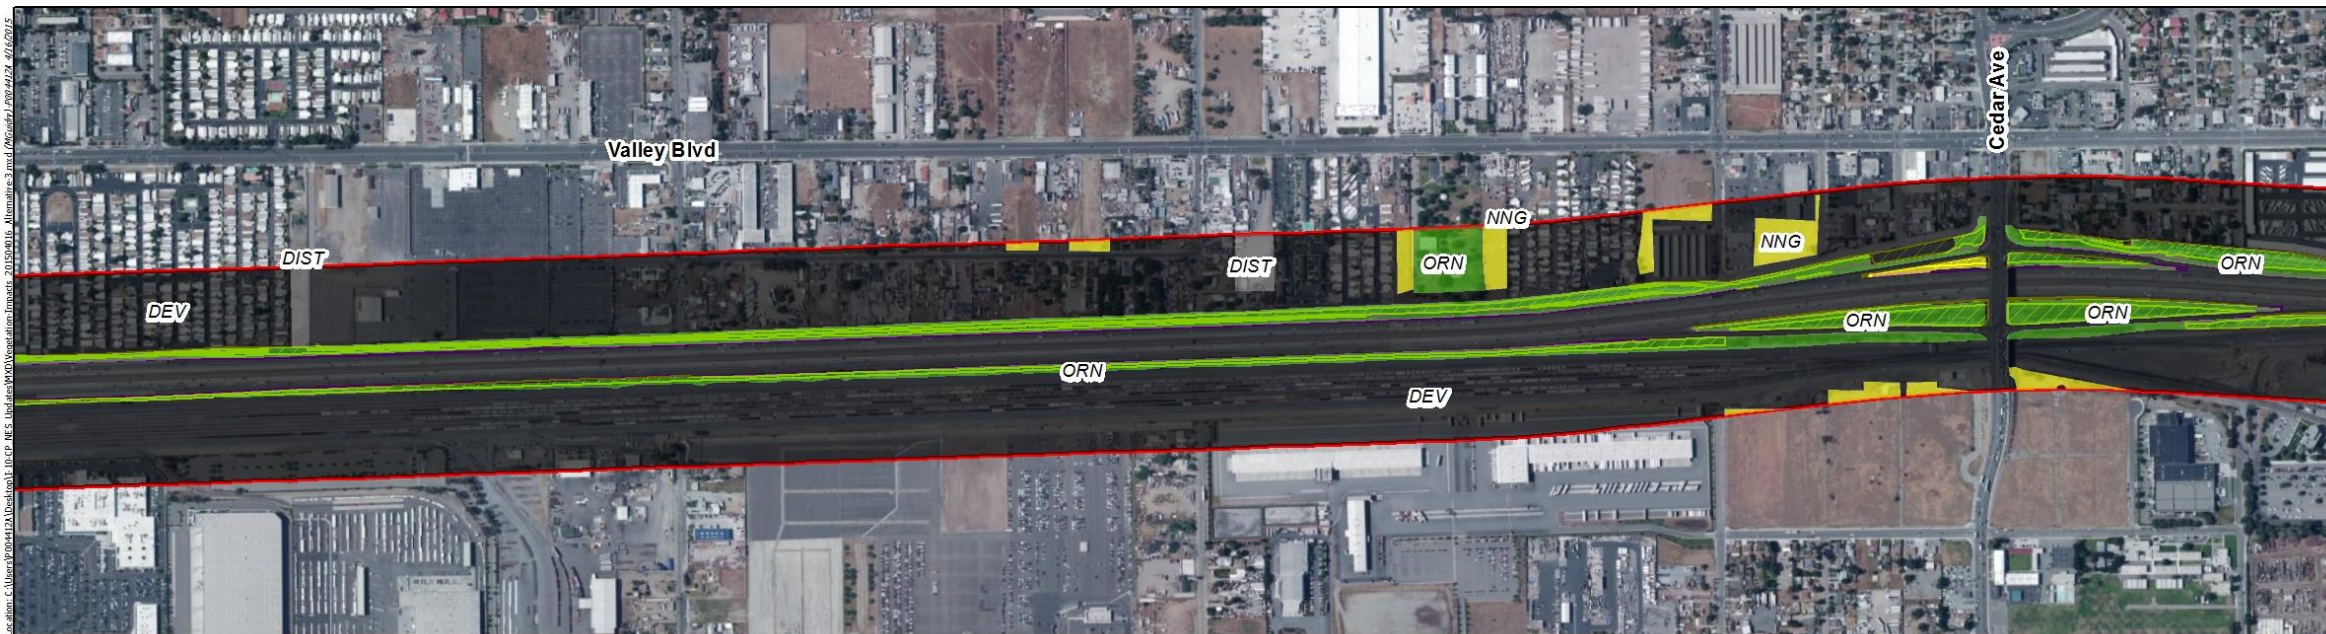 Valley Blvd
Cedar Ave
NNG
DIST
DIST
ORN
NNG
ORN
DEV
ORN
ORN
ORN
DEV